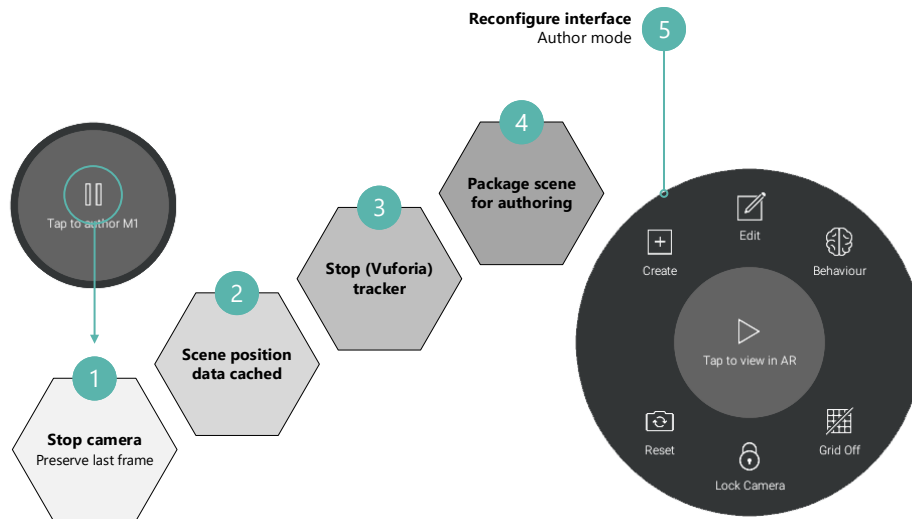 Reconfigure interface
Author mode
5
4
Package scene
for authoring
3
Stop (Vuforia)
tracker
2
Scene position
data cached
Tap to author M1
1
Stop camera
Preserve last frame
Edit
Create
Behaviour
Tap to view in AR
Reset
Grid Off
Lock Camera